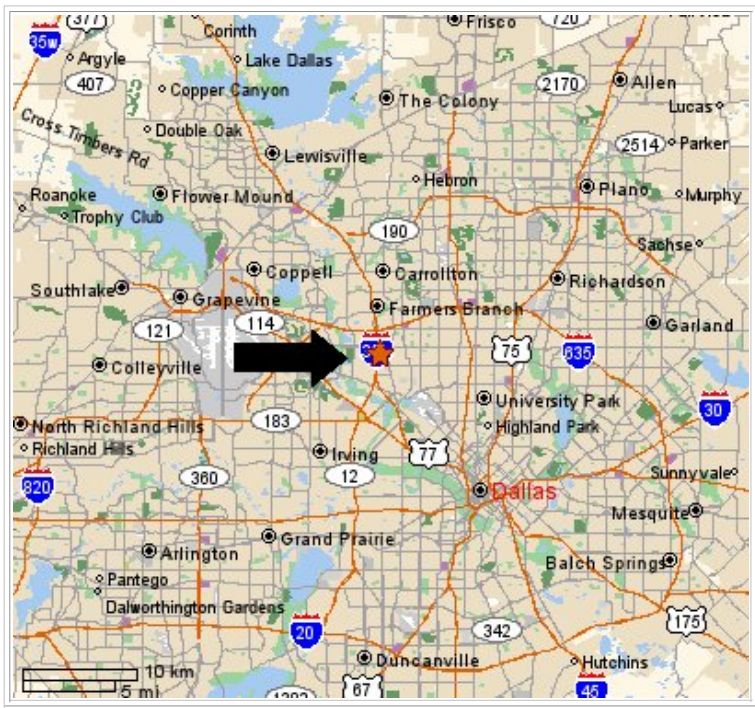 377
35W
Corinth
Frisco
720
Argyle
Lake Dallas
407
Copper Canyon
The Colony
2170
Allen
Lucas
Cross Timbers Rd
Double Oak
2514
Parker
Lewisville
Hebron
Plano
Murphy
Roanoke
Flower Mound
Trophy Club
190
Sachse
Coppell
Carrollton
Richardson
Southlake
Grapevine
Farmers Branch
121
114
Garland
75
635
Colleyville
University Park
30
183
Highland Park
North Richland Hills
Richland Hills
77
Irving
12
360
820
Sunnyvale
Dallas
Mesquite
Grand Prairie
Arlington
Balch Springs
Pantego
Dalworthington Gardens
175
20
342
Duncanville
Hutchins
10 km
5 mi
67
45